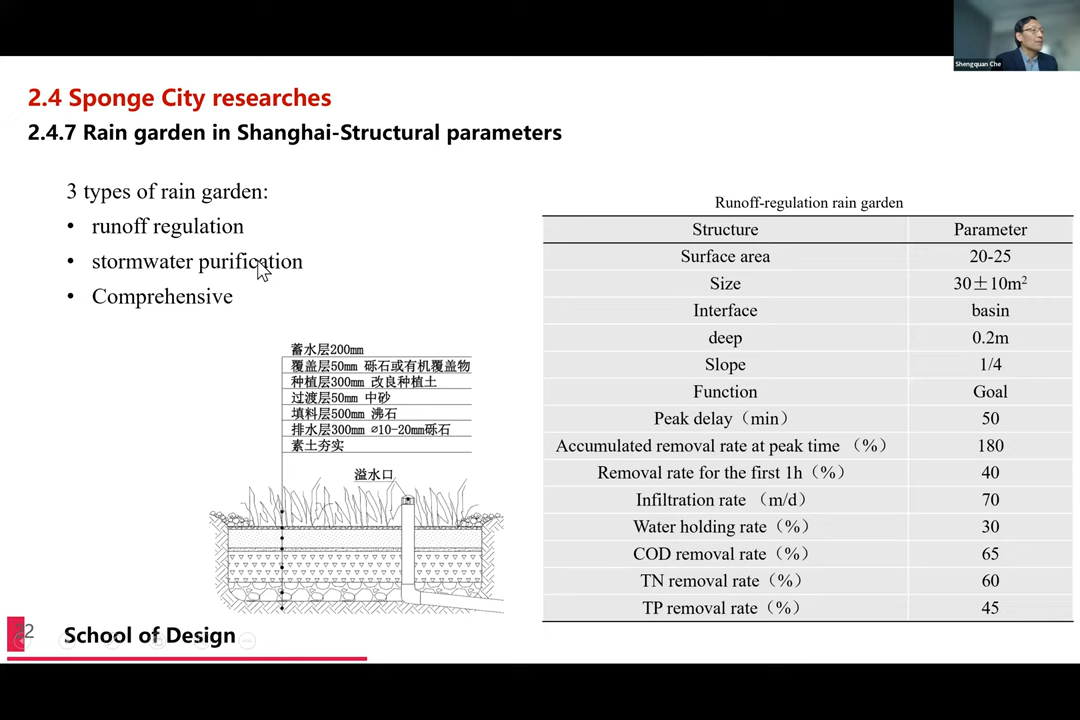 Shengquan Che
2.4 Sponge City researches
2.4.7 Rain garden in Shanghai-Structural parameters
3 types of rain garden:
• runoff regulation
• stormwater purification
• Comprehensive
蓄水层200mm
覆盖层50mm 砾石或有机覆盖物
种植层300mm 改良种植土
过渡层50mm 中砂
填料层500mm 沸石
排水层300mm ⌀10-20mm砾石
素土夯实
溢水口
Runoff-regulation rain garden
Structure Parameter
Surface area 20-25
Size 30±10m²
Interface basin
deep 0.2m
Slope 1/4
Function Goal
Peak delay（min） 50
Accumulated removal rate at peak time （%） 180
Removal rate for the first 1h（%） 40
Infiltration rate （m/d） 70
Water holding rate（%） 30
COD removal rate（%） 65
TN removal rate（%） 60
TP removal rate（%） 45
22
School of Design